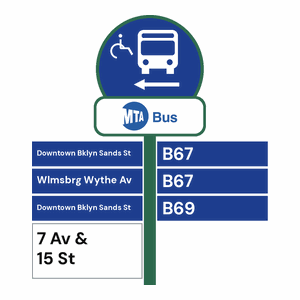 MTA Bus
Downtown Bklyn Sands St B67
Wlmsbrg Wythe Av B67
Downtown Bklyn Sands St B69
7 Av &
15 St